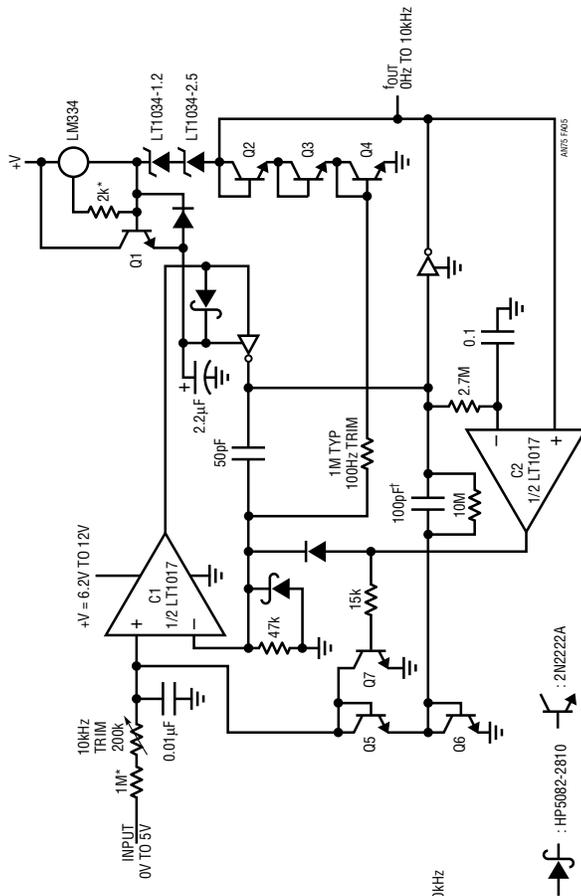 +V
LM334
2k*
LT1034-1.2
Q1
LT1034-2.5
Q2
Q3
Q4
fOUT
0Hz TO 10kHz
AN75 FA05
+
2.2µF
50pF
1M TYP
100Hz TRIM
0.1
2.7M
100pF†
10M
−
C2
1/2 LT1017
+
+V = 6.2V TO 12V
C1
1/2 LT1017
+
−
47k
15k
Q7
Q5
Q6
10kHz
TRIM
200k
0.01µF
1M*
INPUT
0V TO 5V
0kHz
: HP5082-2810
: 2N2222A